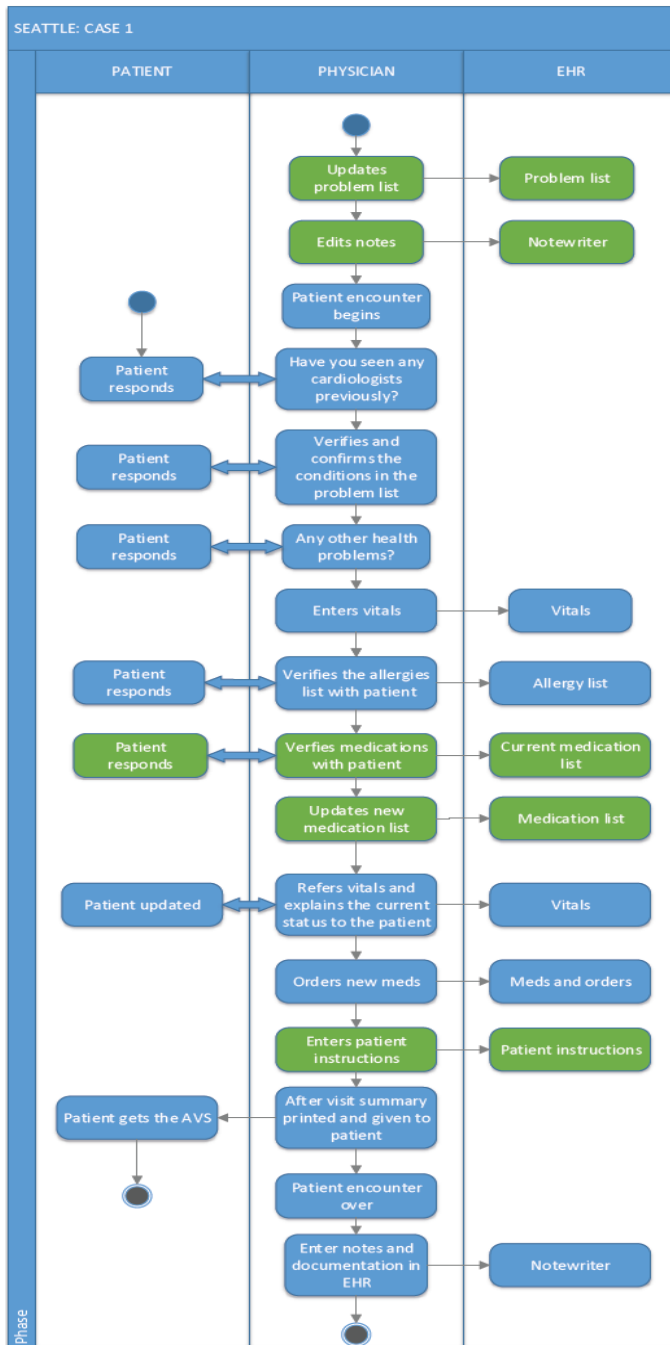 SEATTLE: CASE 1
PATIENT
PHYSICIAN
EHR
Updates
problem list
Problem list
Edits notes
Notewriter
Patient encounter
begins
Patient
responds
Have you seen any
cardiologists
previously?
Patient
responds
Verifies and
confirms the
conditions in the
problem list
Patient
responds
Any other health
problems?
Enters vitals
Vitals
Patient
responds
Verifies the allergies
list with patient
Allergy list
Patient
responds
Verfies medications
with patient
Current medication
list
Updates new
medication list
Medication list
Patient updated
Refers vitals and
explains the current
status to the patient
Vitals
Orders new meds
Meds and orders
Enters patient
instructions
Patient instructions
Patient gets the AVS
After visit summary
printed and given to
patient
Patient encounter
over
Enter notes and
documentation in
EHR
Notewriter
Phase